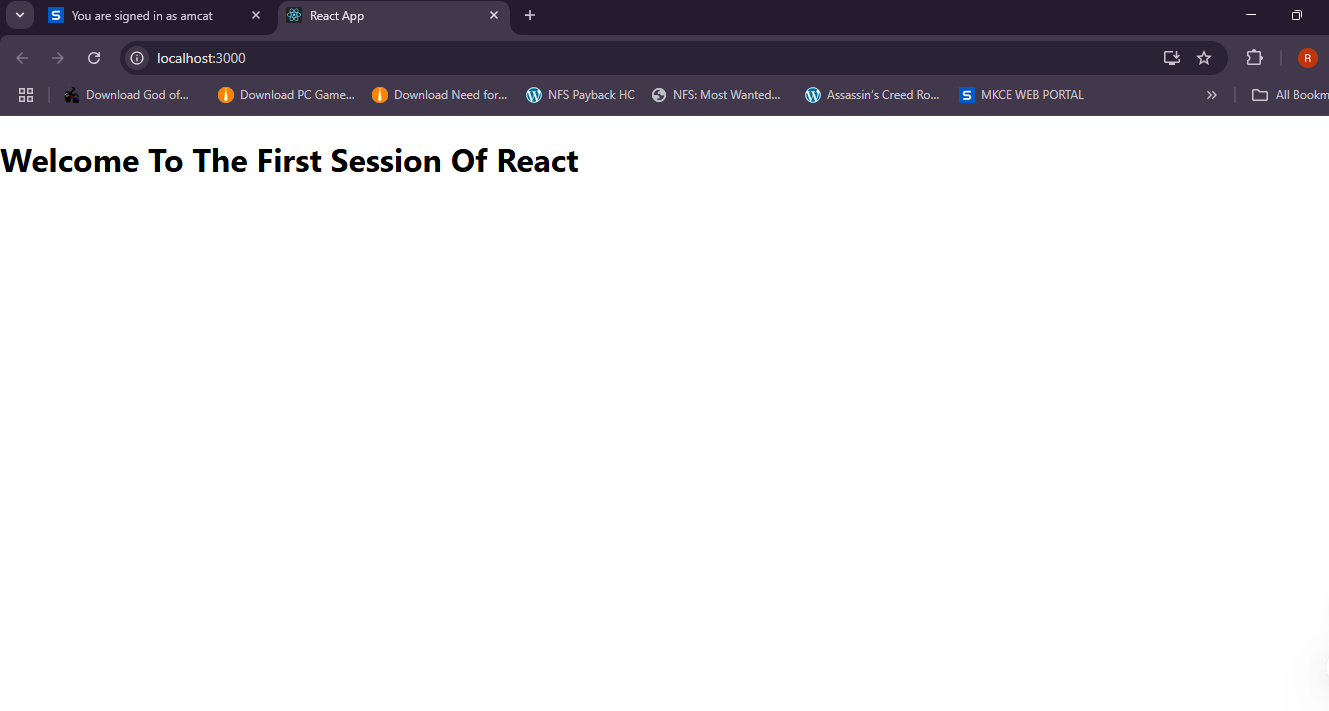 S You are signed in as amcat
React App
localhost:3000
R
Download God of...
Download PC Game...
Download Need for...
NFS Payback HC
NFS: Most Wanted...
Assassin's Creed Ro...
S MKCE WEB PORTAL
All Bookm
Welcome To The First Session Of React